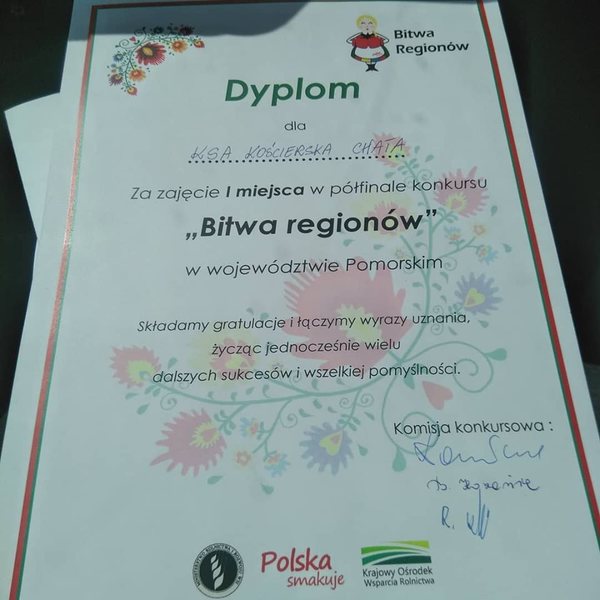 Bitwa
Regionów
Dyplom
dla
KSA KOŚCIERSKA CHATA
Za zajęcie I miejsca w półfinale konkursu
„Bitwa regionów”
w województwie Pomorskim
Składamy gratulacje i łączymy wyrazy uznania,
życząc jednocześnie wielu
dalszych sukcesów i wszelkiej pomyślności.
Komisja konkursowa :
Polska
smakuje
Krajowy Ośrodek
Wsparcia Rolnictwa